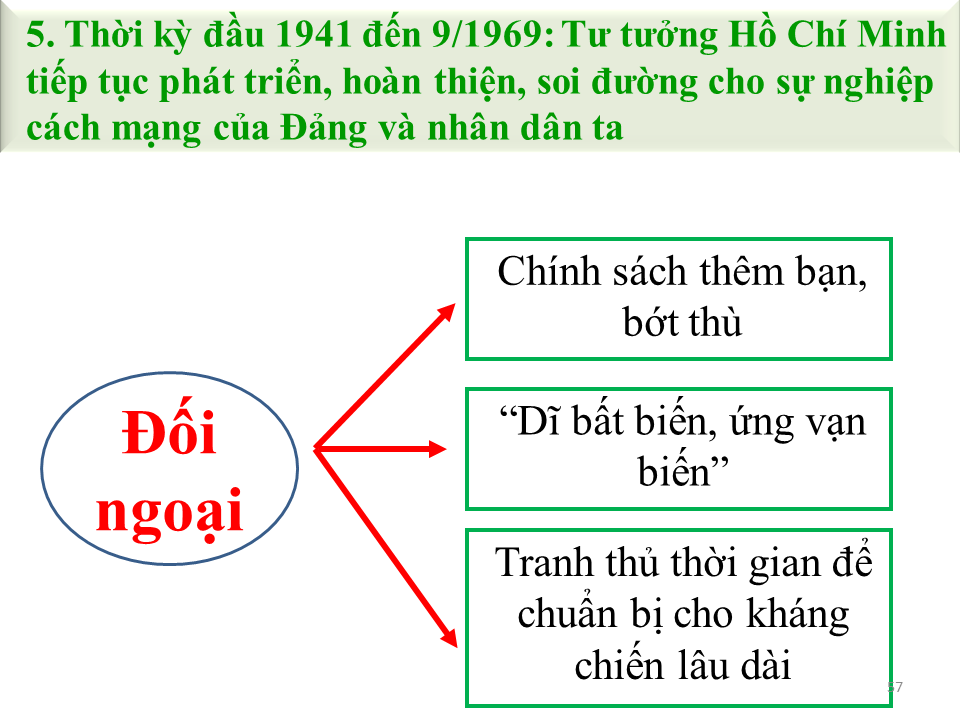 5. Thời kỳ đầu 1941 đến 9/1969: Tư tưởng Hồ Chí Minh
tiếp tục phát triển, hoàn thiện, soi đường cho sự nghiệp
cách mạng của Đảng và nhân dân ta
Đối
ngoại
Chính sách thêm bạn,
bớt thù
“Dĩ bất biến, ứng vạn
biến”
Tranh thủ thời gian để
chuẩn bị cho kháng
chiến lâu dài
57